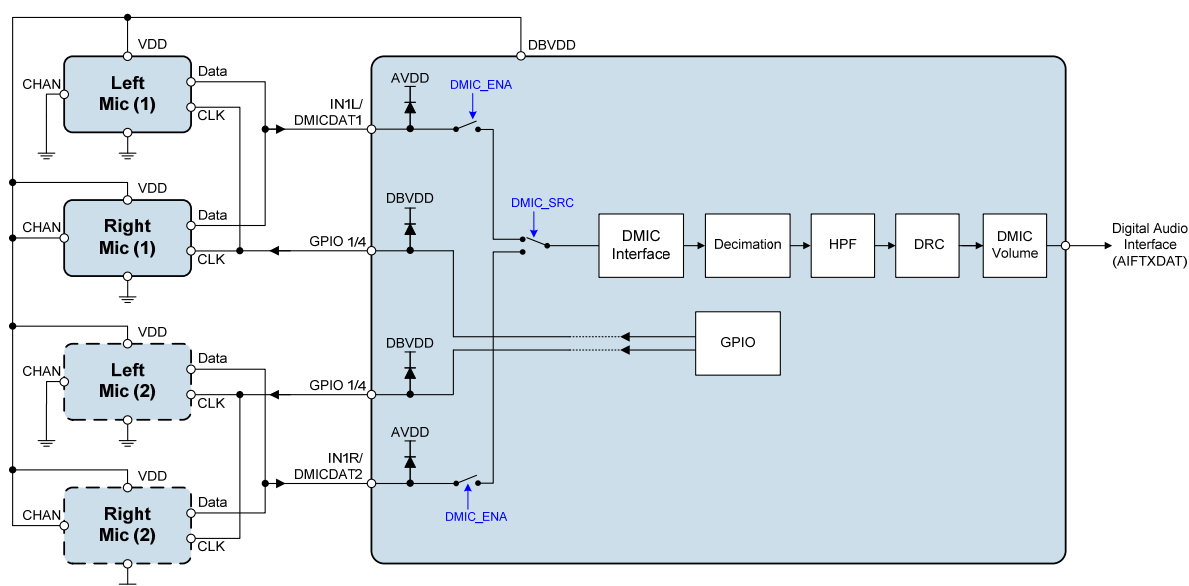 DBVDD
VDD
CHAN
Left
Mic (1)
Data
CLK
VDD
CHAN
Right
Mic (1)
Data
CLK
VDD
CHAN
Left
Mic (2)
Data
CLK
VDD
CHAN
Right
Mic (2)
Data
CLK
IN1L/
DMICDAT1
GPIO 1/4
GPIO 1/4
IN1R/
DMICDAT2
AVDD
DMIC_ENA
DBVDD
DMIC_SRC
DBVDD
AVDD
DMIC_ENA
DMIC
Interface
Decimation
HPF
DRC
DMIC
Volume
GPIO
Digital Audio
Interface
(AIFTXDAT)